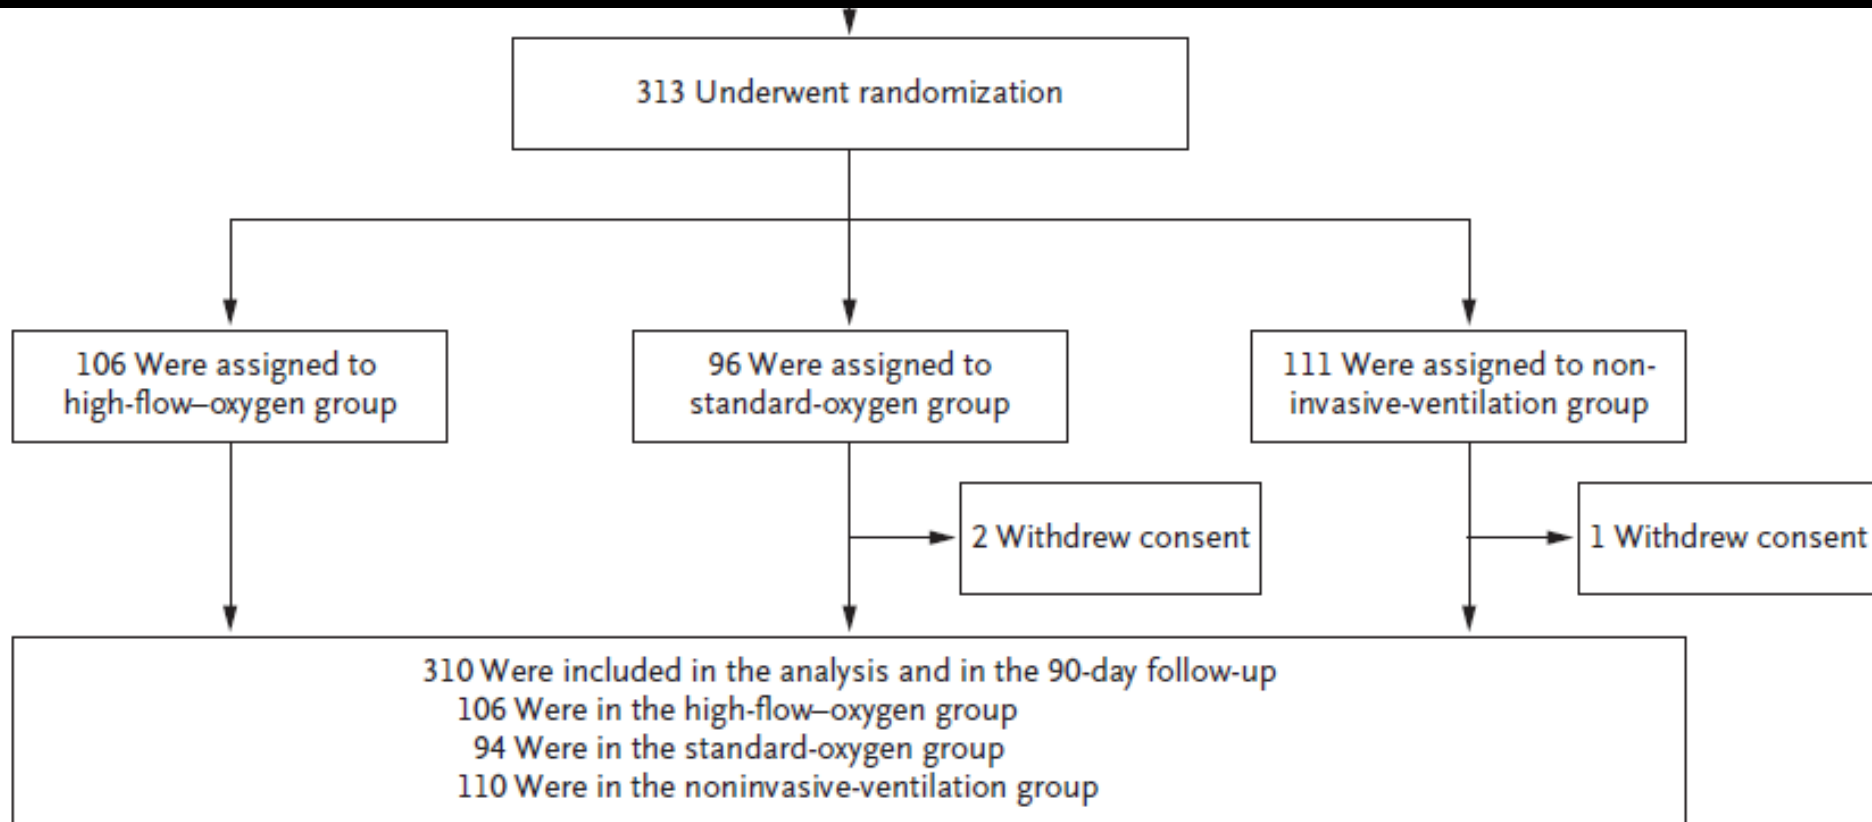 313 Underwent randomization
106 Were assigned to
high-flow–oxygen group
96 Were assigned to
standard-oxygen group
111 Were assigned to non-
invasive-ventilation group
2 Withdrew consent
1 Withdrew consent
310 Were included in the analysis and in the 90-day follow-up
106 Were in the high-flow–oxygen group
94 Were in the standard-oxygen group
110 Were in the noninvasive-ventilation group